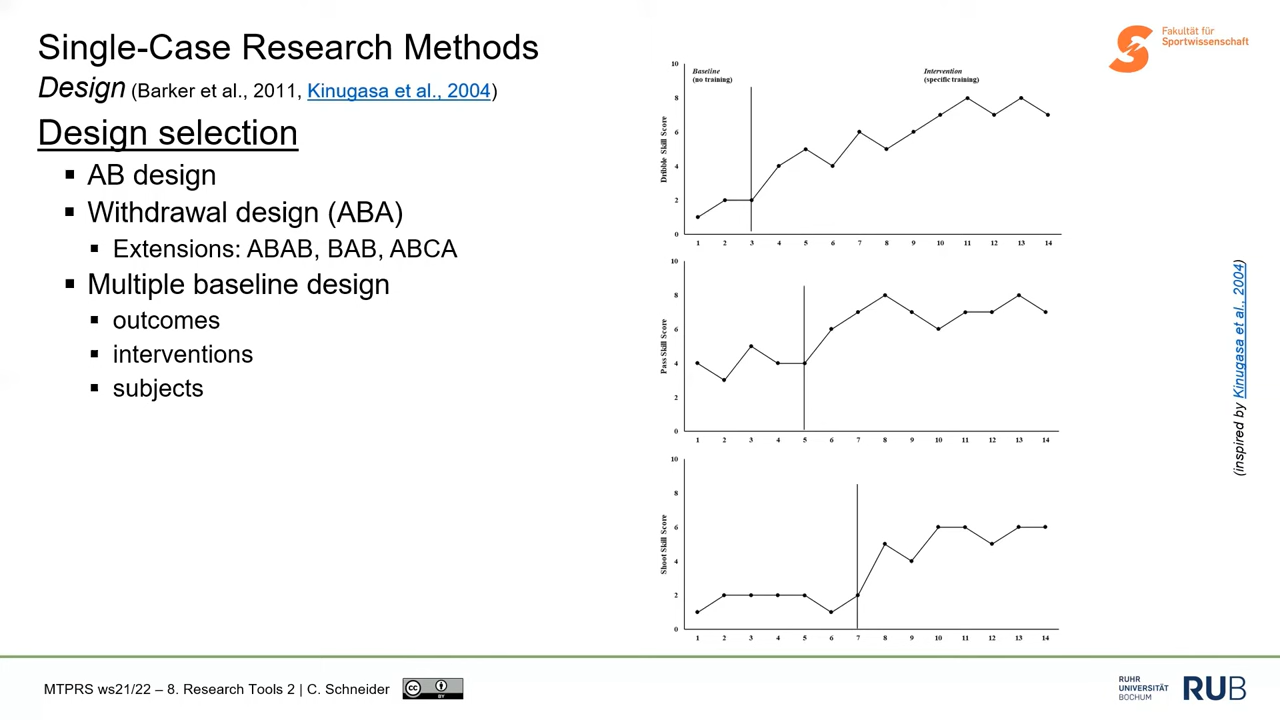 Single-Case Research Methods
Design (Barker et al., 2011, Kinugasa et al., 2004)
Design selection
▪ AB design
▪ Withdrawal design (ABA)
▪ Extensions: ABAB, BAB, ABCA
▪ Multiple baseline design
▪ outcomes
▪ interventions
▪ subjects
Fakultät für
Sportwissenschaft
Baseline
(no training)
Intervention
(specific training)
Dribble Skill Score
10
8
6
4
2
0
1 2 3 4 5 6 7 8 9 10 11 12 13 14
Pass Skill Score
10
8
6
4
2
0
1 2 3 4 5 6 7 8 9 10 11 12 13 14
Shoot Skill Score
10
8
6
4
2
0
1 2 3 4 5 6 7 8 9 10 11 12 13 14
(inspired by Kinugasa et al., 2004)
MTPRS ws21/22 – 8. Research Tools 2 | C. Schneider
cc BY
RUHR
UNIVERSITÄT
BOCHUM
RUB